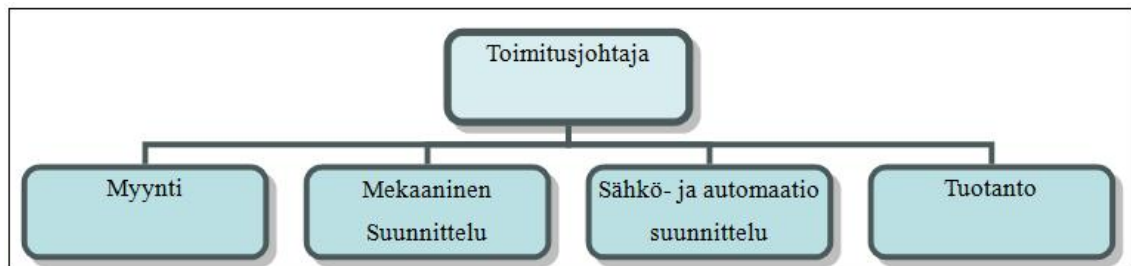 Toimitusjohtaja
Myynti
Mekaaninen
Suunnittelu
Sähkö- ja automaatio
suunnittelu
Tuotanto